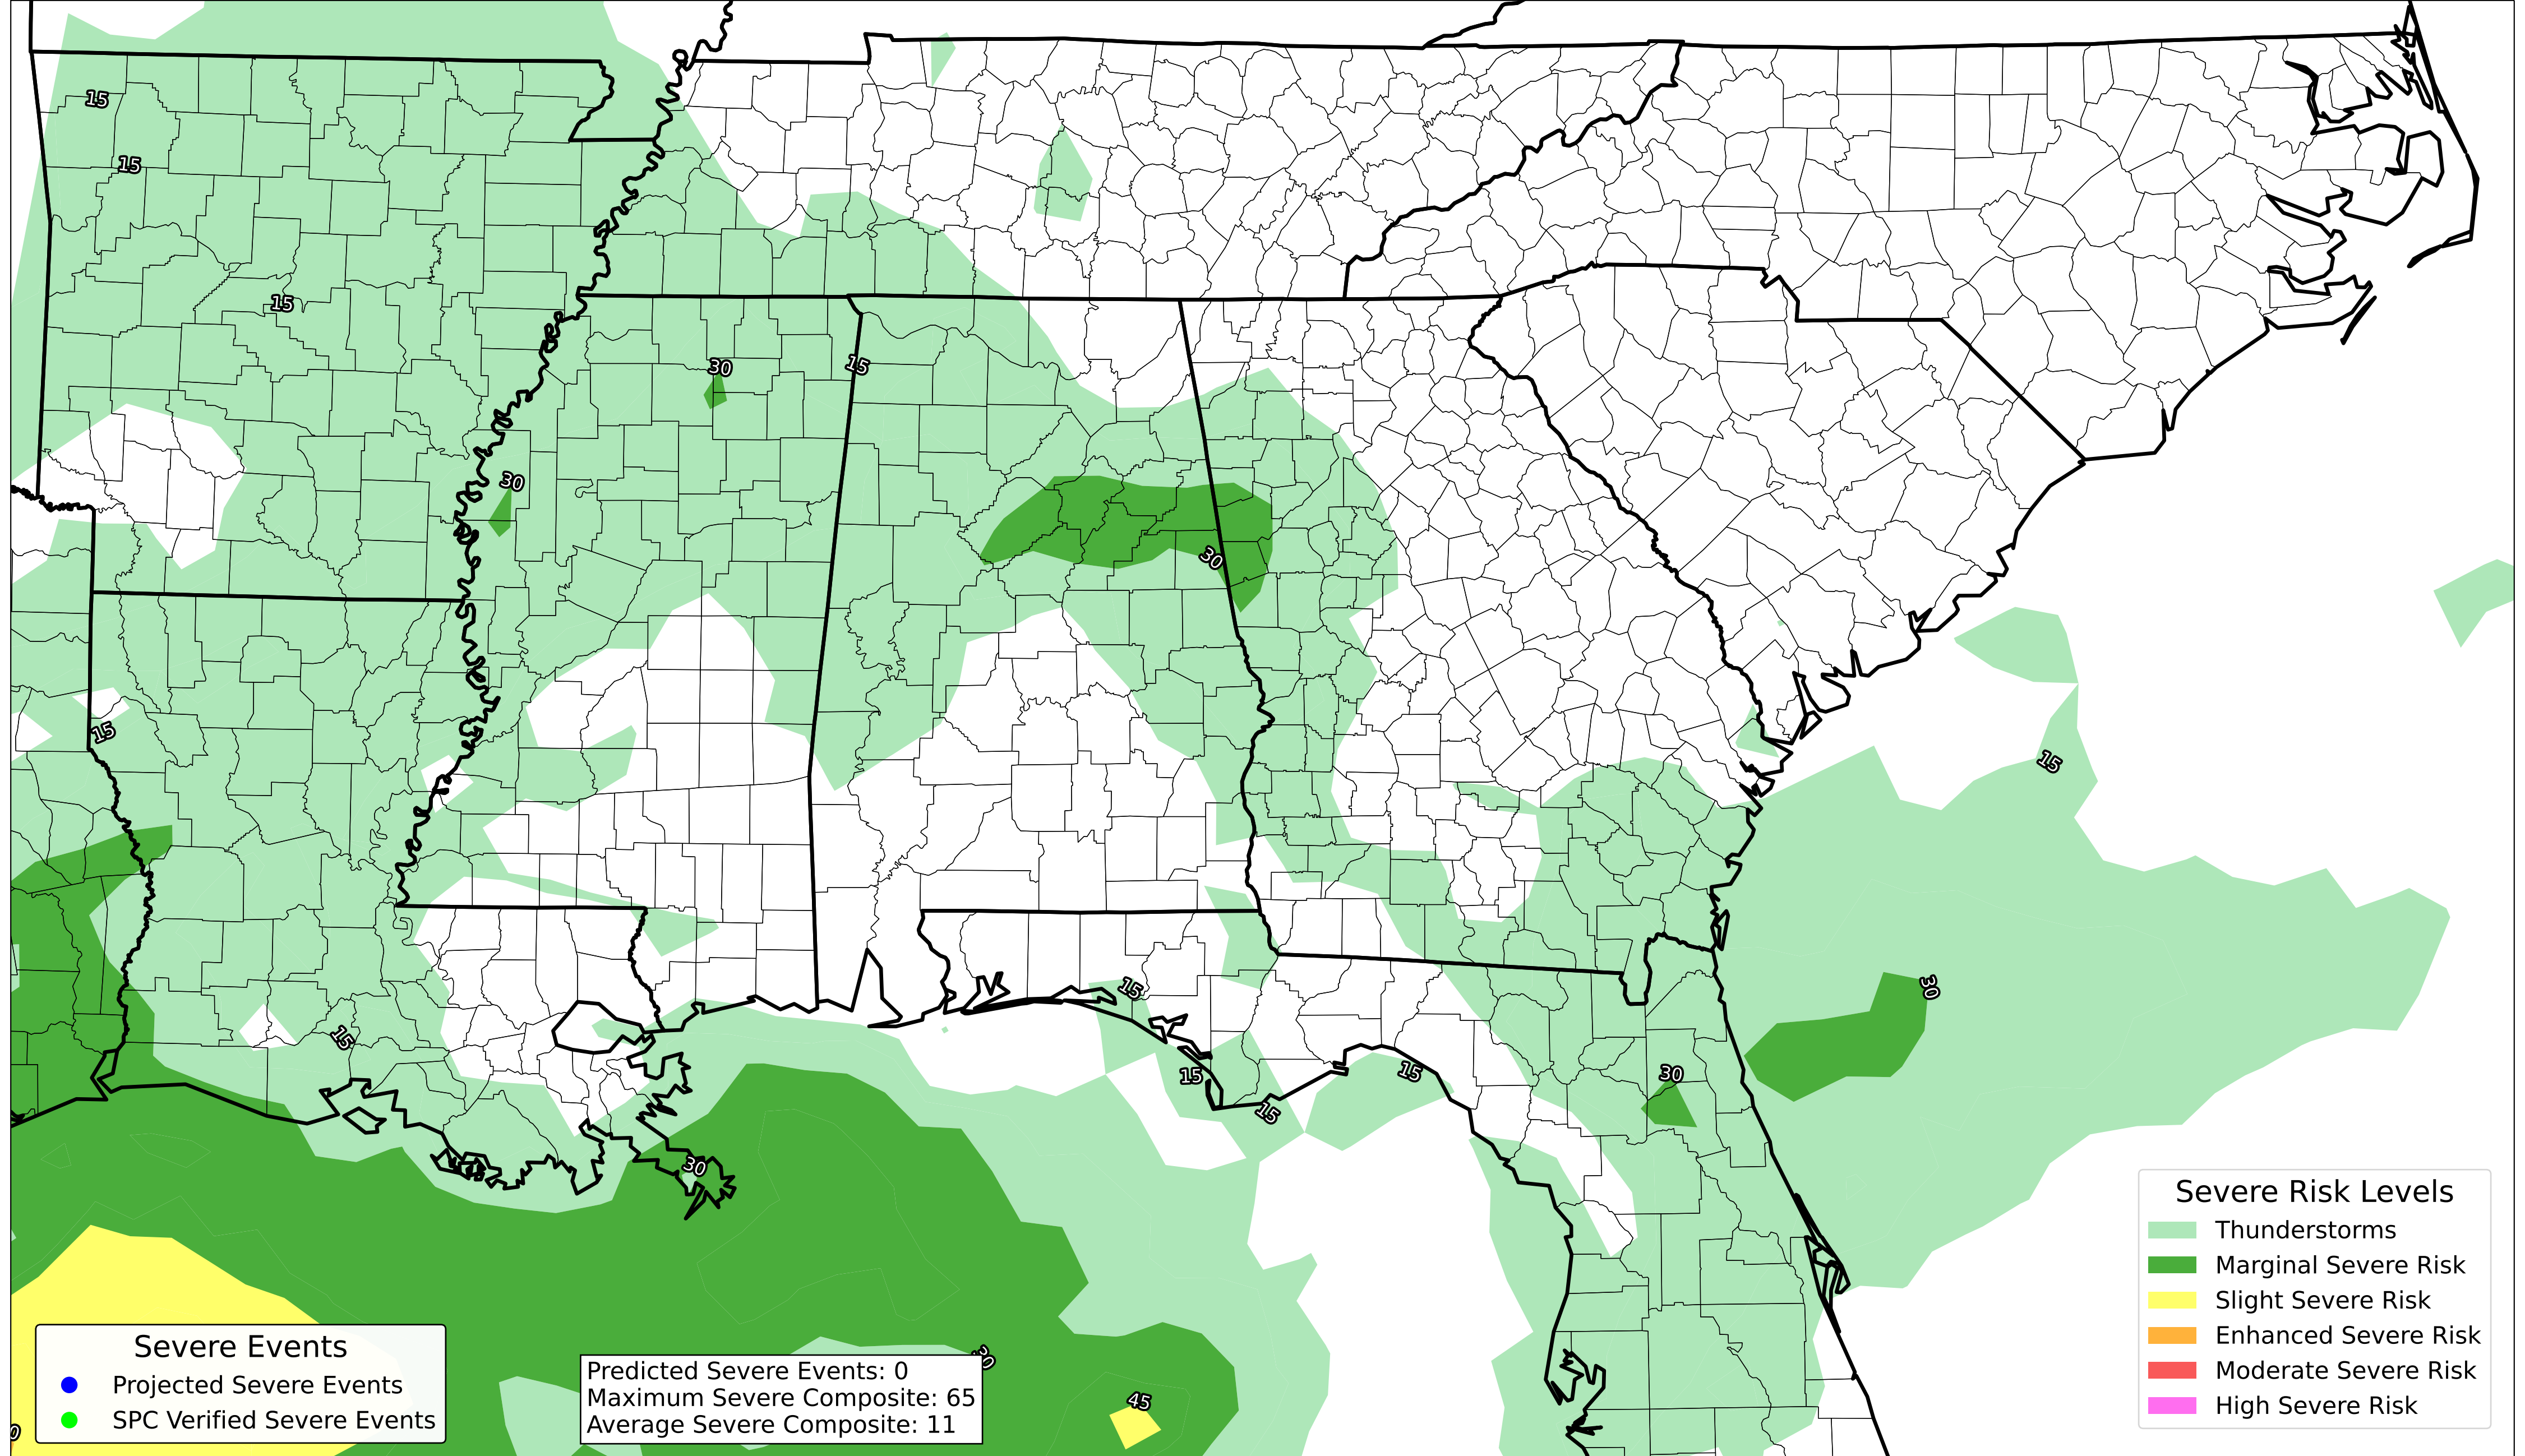 15
15
15
30
15
30
30
15
15
30
15
15
30
15
15
30
15
30
30
45
0
Severe Events
Projected Severe Events
SPC Verified Severe Events
Predicted Severe Events: 0
Maximum Severe Composite: 65
Average Severe Composite: 11
Severe Risk Levels
Thunderstorms
Marginal Severe Risk
Slight Severe Risk
Enhanced Severe Risk
Moderate Severe Risk
High Severe Risk